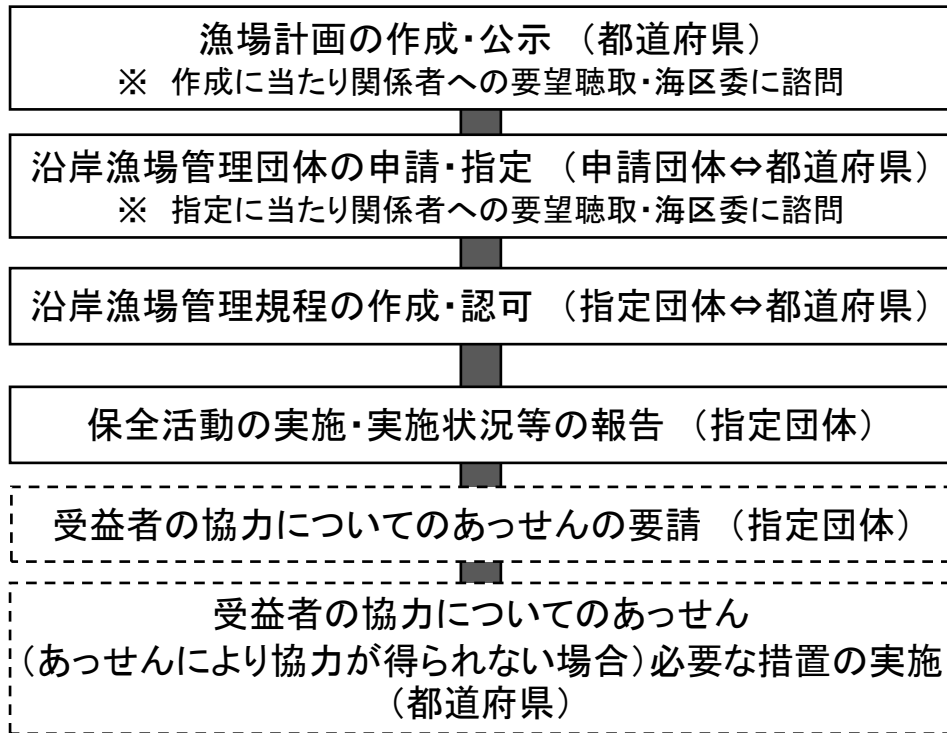 漁場計画の作成・公示 （都道府県）
※ 作成に当たり関係者への要望聴取・海区委に諮問
沿岸漁場管理団体の申請・指定 （申請団体⇔都道府県）
※ 指定に当たり関係者への要望聴取・海区委に諮問
沿岸漁場管理規程の作成・認可 （指定団体⇔都道府県）
保全活動の実施・実施状況等の報告 （指定団体）
受益者の協力についてのあっせんの要請 （指定団体）
受益者の協力についてのあっせん
（あっせんにより協力が得られない場合）必要な措置の実施
（都道府県）